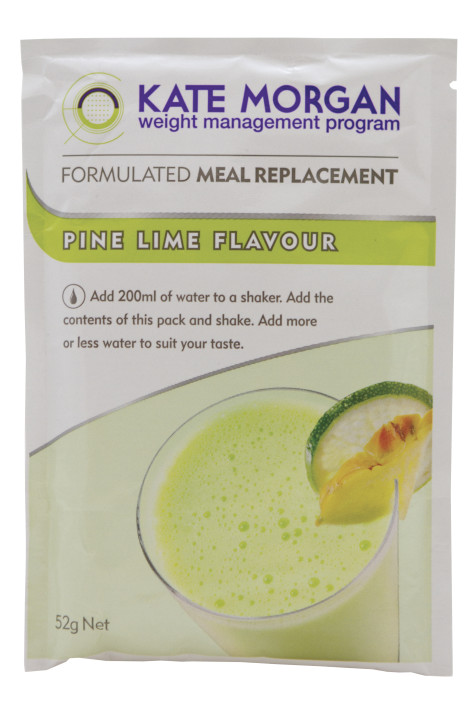 KATE MORGAN
weight management program
FORMULATED MEAL REPLACEMENT
PINE LIME FLAVOUR
Add 200ml of water to a shaker. Add the
contents of this pack and shake. Add more
or less water to suit your taste.
52g Net